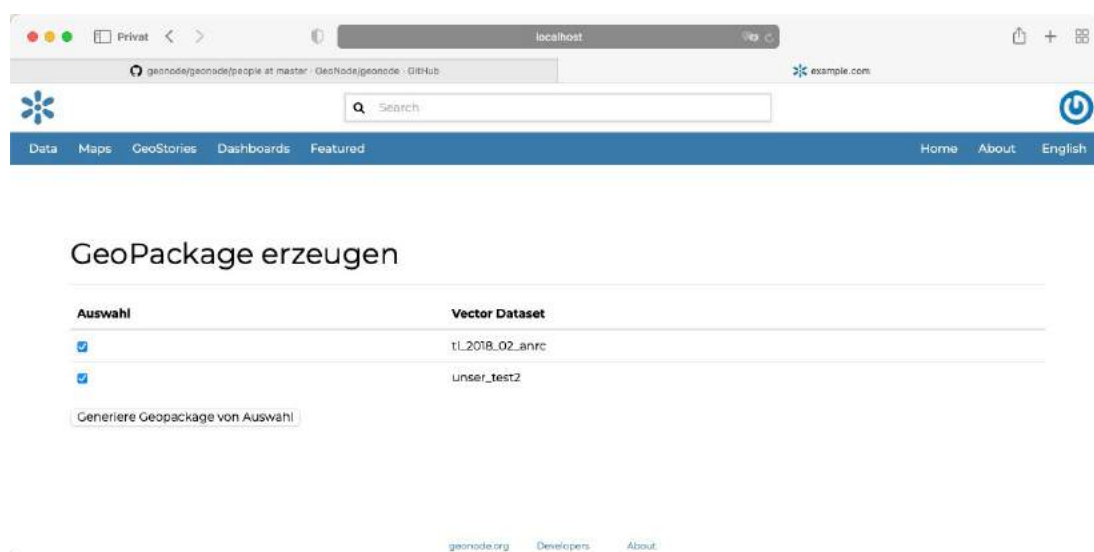 Privat
localhost
geonode/geonode/people at master · GeoNode/geonode · GitHub
example.com
Search
Data Maps GeoStories Dashboards Featured Home About English
GeoPackage erzeugen
Auswahl Vector Dataset
tl_2018_02_anrc
unser_test2
Generiere Geopackage von Auswahl
geonode.org Developers About